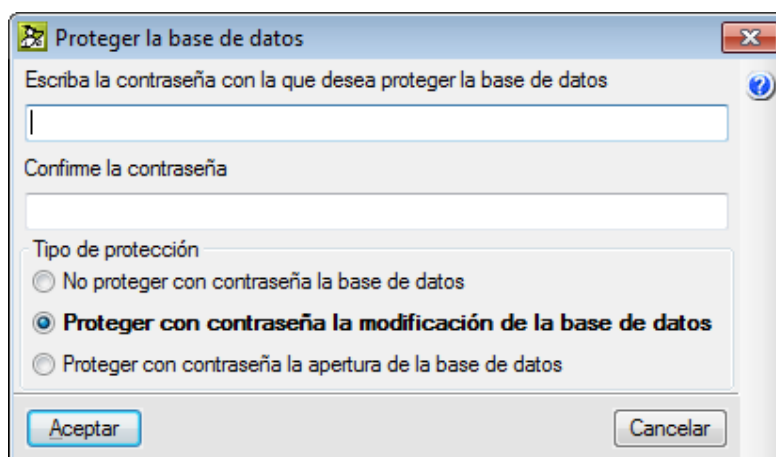 Proteger la base de datos
Escriba la contraseña con la que desea proteger la base de datos
Confirme la contraseña
Tipo de protección
No proteger con contraseña la base de datos
Proteger con contraseña la modificación de la base de datos
Proteger con contraseña la apertura de la base de datos
Aceptar Cancelar